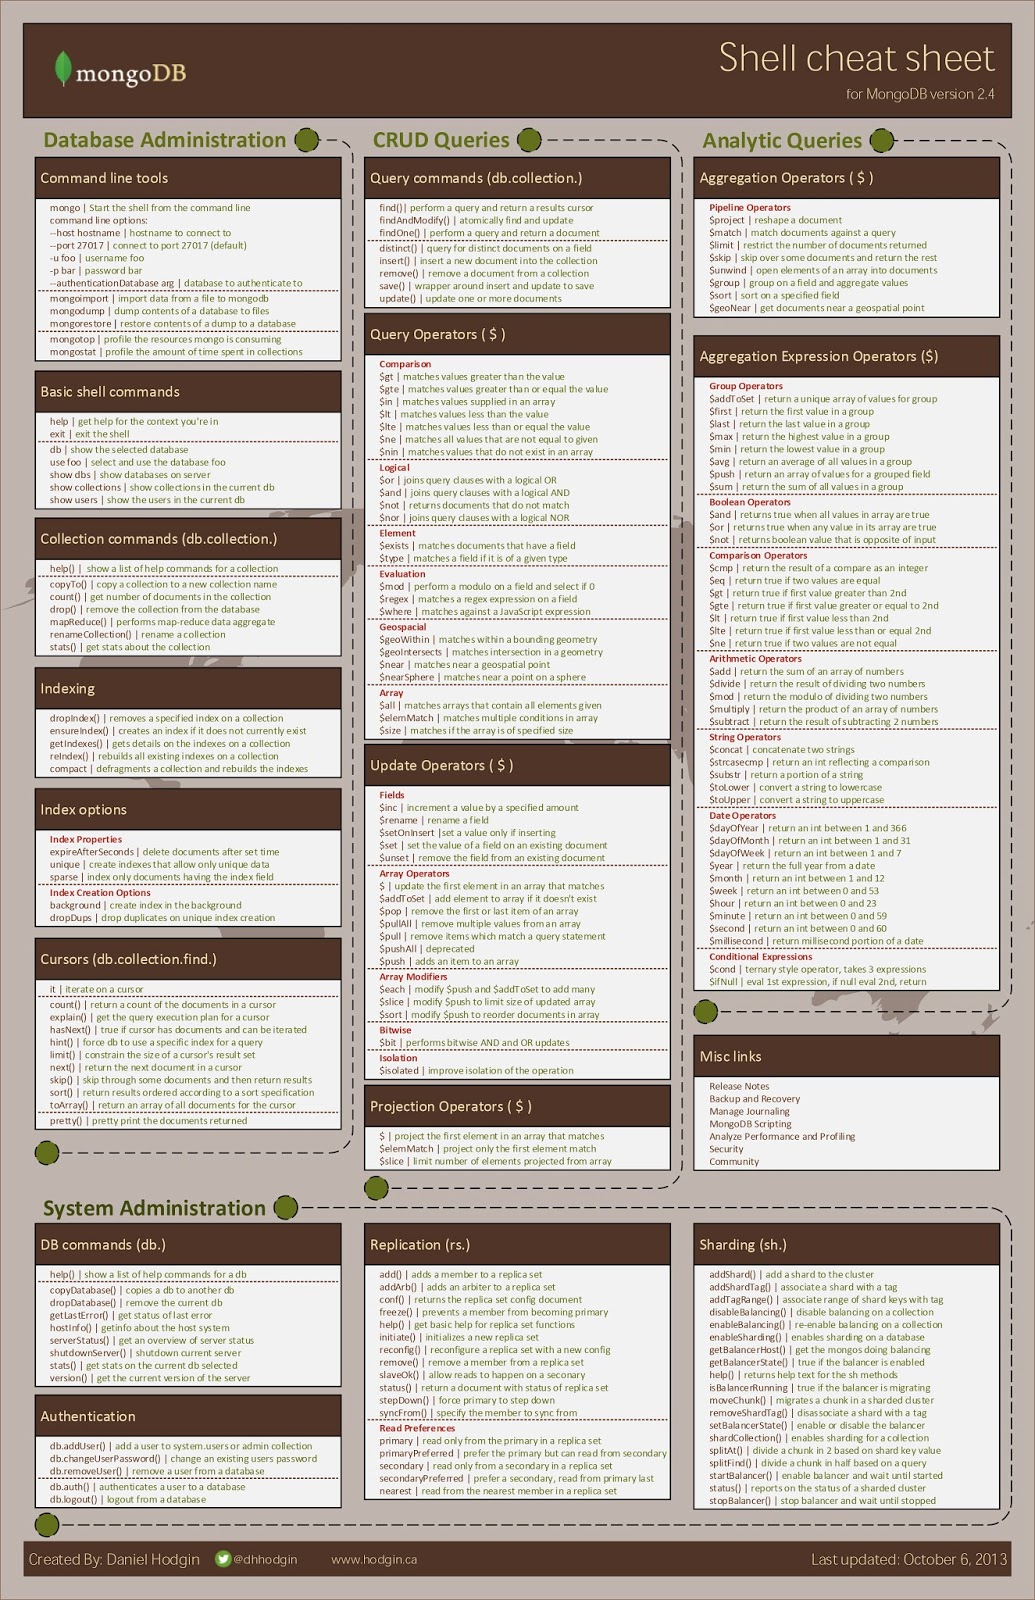 mongoDB
Shell cheat sheet
for MongoDB version 2.4
Database Administration
Command line tools
mongo | Start the shell from the command line
command line options:
--host hostname | hostname to connect to
--port 27017 | connect to port 27017 (default)
-u foo | username foo
-p bar | password bar
--authenticationDatabase arg | database to authenticate to
mongoimport | import data from a file to mongodb
mongodump | dump contents of a database to files
mongorestore | restore contents of a dump to a database
mongotop | profile the resources mongo is consuming
mongostat | profile the amount of time spent in collections
Basic shell commands
help | get help for the context you're in
exit | exit the shell
db | show the selected database
use foo | select and use the database foo
show dbs | show databases on server
show collections | show collections in the current db
show users | show the users in the current db
Collection commands (db.collection.)
help() | show a list of help commands for a collection
copyTo() | copy a collection to a new collection name
count() | get number of documents in the collection
drop() | remove the collection from the database
mapReduce() | performs map-reduce data aggregate
renameCollection() | rename a collection
stats() | get stats about the collection
Indexing
dropIndex() | removes a specified index on a collection
ensureIndex() | creates an index if it does not currently exist
getIndexes() | gets details on the indexes on a collection
reIndex() | rebuilds all existing indexes on a collection
compact | defragments a collection and rebuilds the indexes
Index options
Index Properties
expireAfterSeconds | delete documents after set time
unique | create indexes that allow only unique data
sparse | index only documents having the index field
Index Creation Options
background | create index in the background
dropDups | drop duplicates on unique index creation
Cursors (db.collection.find.)
it | iterate on a cursor
count() | return a count of the documents in a cursor
explain() | get the query execution plan for a cursor
hasNext() | true if cursor has documents and can be iterated
hint() | force db to use a specific index for a query
limit() | constrain the size of a cursor's result set
next() | return the next document in a cursor
skip() | skip through some documents and then return results
sort() | return results ordered according to a sort specification
toArray() | return an array of all documents for the cursor
pretty() | pretty print the documents returned
CRUD Queries
Query commands (db.collection.)
find()| perform a query and return a results cursor
findAndModify() | atomically find and update
findOne() | perform a query and return a document
distinct() | query for distinct documents on a field
insert() | insert a new document into the collection
remove() | remove a document from a collection
save() | wrapper around insert and update to save
update() | update one or more documents
Query Operators ( $ )
Comparison
$gt | matches values greater than the value
$gte | matches values greater than or equal the value
$in | matches values supplied in an array
$lt | matches values less than the value
$lte | matches values less than or equal the value
$ne | matches all values that are not equal to given
$nin | matches values that do not exist in an array
Logical
$or | joins query clauses with a logical OR
$and | joins query clauses with a logical AND
$not | returns documents that do not match
$nor | joins query clauses with a logical NOR
Element
$exists | matches documents that have a field
$type | matches a field if it is of a given type
Evaluation
$mod | perform a modulo on a field and select if 0
$regex | matches a regex expression on a field
$where | matches against a JavaScript expression
Geospacial
$geoWithin | matches within a bounding geometry
$geoIntersects | matches intersection in a geometry
$near | matches near a geospatial point
$nearSphere | matches near a point on a sphere
Array
$all | matches arrays that contain all elements given
$elemMatch | matches multiple conditions in array
$size | matches if the array is of specified size
Update Operators ( $ )
Fields
$inc | increment a value by a specified amount
$rename | rename a field
$setOnInsert |set a value only if inserting
$set | set the value of a field on an existing document
$unset | remove the field from an existing document
Array Operators
$ | update the first element in an array that matches
$addToSet | add element to array if it doesn't exist
$pop | remove the first or last item of an array
$pullAll | remove multiple values from an array
$pull | remove items which match a query statement
$pushAll | deprecated
$push | adds an item to an array
Array Modifiers
$each | modify $push and $addToSet to add many
$slice | modify $push to limit size of updated array
$sort | modify $push to reorder documents in array
Bitwise
$bit | performs bitwise AND and OR updates
Isolation
$isolated | improve isolation of the operation
Projection Operators ( $ )
$ | project the first element in an array that matches
$elemMatch | project only the first element match
$slice | limit number of elements projected from array
Analytic Queries
Aggregation Operators ( $ )
Pipeline Operators
$project | reshape a document
$match | match documents against a query
$limit | restrict the number of documents returned
$skip | skip over some documents and return the rest
$unwind | open elements of an array into documents
$group | group on a field and aggregate values
$sort | sort on a specified field
$geoNear | get documents near a geospatial point
Aggregation Expression Operators ($)
Group Operators
$addToSet | return a unique array of values for group
$first | return the first value in a group
$last | return the last value in a group
$max | return the highest value in a group
$min | return the lowest value in a group
$avg | return an average of all values in a group
$push | return an array of values for a grouped field
$sum | return the sum of all values in a group
Boolean Operators
$and | returns true when all values in array are true
$or | returns true when any value in its array are true
$not | returns boolean value that is opposite of input
Comparison Operators
$cmp | return the result of a compare as an integer
$eq | return true if two values are equal
$gt | return true if first value greater than 2nd
$gte | return true if first value greater or equal to 2nd
$lt | return true if first value less than 2nd
$lte | return true if first value less than or equal 2nd
$ne | return true if two values are not equal
Arithmetic Operators
$add | return the sum of an array of numbers
$divide | return the result of dividing two numbers
$mod | return the modulo of dividing two numbers
$multiply | return the product of an array of numbers
$subtract | return the result of subtracting 2 numbers
String Operators
$concat | concatenate two strings
$strcasecmp | return an int reflecting a comparison
$substr | return a portion of a string
$toLower | convert a string to lowercase
$toUpper | convert a string to uppercase
Date Operators
$dayOfYear | return an int between 1 and 366
$dayOfMonth | return an int between 1 and 31
$dayOfWeek | return an int between 1 and 7
$year | return the full year from a date
$month | return an int between 1 and 12
$week | return an int between 0 and 53
$hour | return an int between 0 and 23
$minute | return an int between 0 and 59
$second | return an int between 0 and 60
$millisecond | return millisecond portion of a date
Conditional Expressions
$cond | ternary style operator, takes 3 expressions
$ifNull | eval 1st expression, if null eval 2nd, return
Misc links
Release Notes
Backup and Recovery
Manage Journaling
MongoDB Scripting
Analyze Performance and Profiling
Security
Community
System Administration
DB commands (db.)
help() | show a list of help commands for a db
copyDatabase() | copies a db to another db
dropDatabase() | remove the current db
getLastError() | get status of last error
hostInfo() | getinfo about the host system
serverStatus() | get an overview of server status
shutdownServer() | shutdown current server
stats() | get stats on the current db selected
version() | get the current version of the server
Authentication
db.addUser() | add a user to system.users or admin collection
db.changeUserPassword() | change an existing users password
db.removeUser() | remove a user from a database
db.auth() | authenticates a user to a database
db.logout() | logout from a database
Replication (rs.)
add() | adds a member to a replica set
addArb() | adds an arbiter to a replica set
conf() | returns the replica set config document
freeze() | prevents a member from becoming primary
help() | get basic help for replica set functions
initiate() | initializes a new replica set
reconfig() | reconfigure a replica set with a new config
remove() | remove a member from a replica set
slaveOk() | allow reads to happen on a seconary
status() | return a document with status of replica set
stepDown() | force primary to step down
syncFrom() | specify the member to sync from
Read Preferences
primary | read only from the primary in a replica set
primaryPreferred | prefer the primary but can read from secondary
secondary | read only from a secondary in a replica set
secondaryPreferred | prefer a secondary, read from primary last
nearest | read from the nearest member in a replica set
Sharding (sh.)
addShard() | add a shard to the cluster
addShardTag() | associate a shard with a tag
addTagRange() | associate range of shard keys with tag
disableBalancing() | disable balancing on a collection
enableBalancing() | re-enable balancing on a collection
enableSharding() | enables sharding on a database
getBalancerHost() | get the mongos doing balancing
getBalancerState() | true if the balancer is enabled
help() | returns help text for the sh methods
isBalancerRunning | true if the balancer is migrating
moveChunk() | migrates a chunk in a sharded cluster
removeShardTag() | disassociate a shard with a tag
setBalancerState() | enable or disable the balancer
shardCollection() | enables sharding for a collection
splitAt() | divide a chunk in 2 based on shard key value
splitFind() | divide a chunk in half based on a query
startBalancer() | enable balancer and wait until started
status() | reports on the status of a sharded cluster
stopBalancer() | stop balancer and wait until stopped
Created By: Daniel Hodgin
@dhhodgin
www.hodgin.ca
Last updated: October 6, 2013